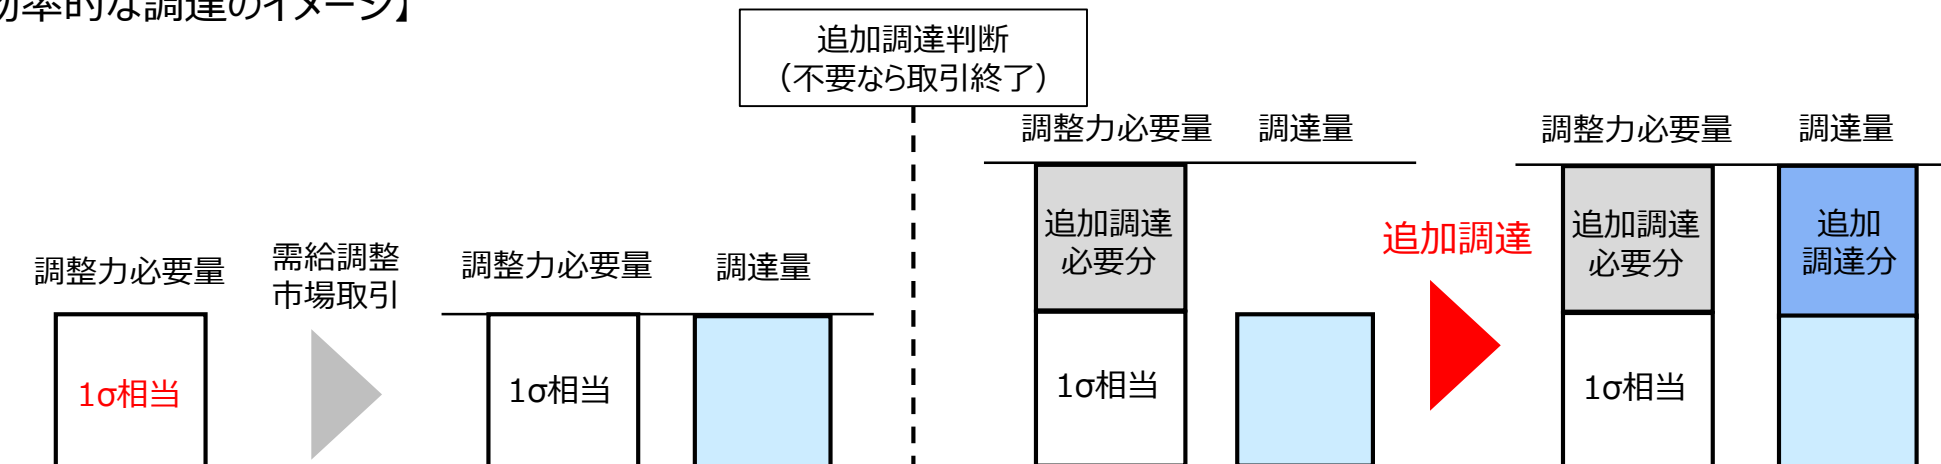 効率的な調達のイメージ】
追加調達判断
（不要なら取引終了）
調整力必要量
1σ相当
需給調整
市場取引
調整力必要量
調達量
1σ相当
調整力必要量
調達量
追加調達
必要分
1σ相当
追加調達
調整力必要量
調達量
追加調達
必要分
1σ相当
追加
調達分